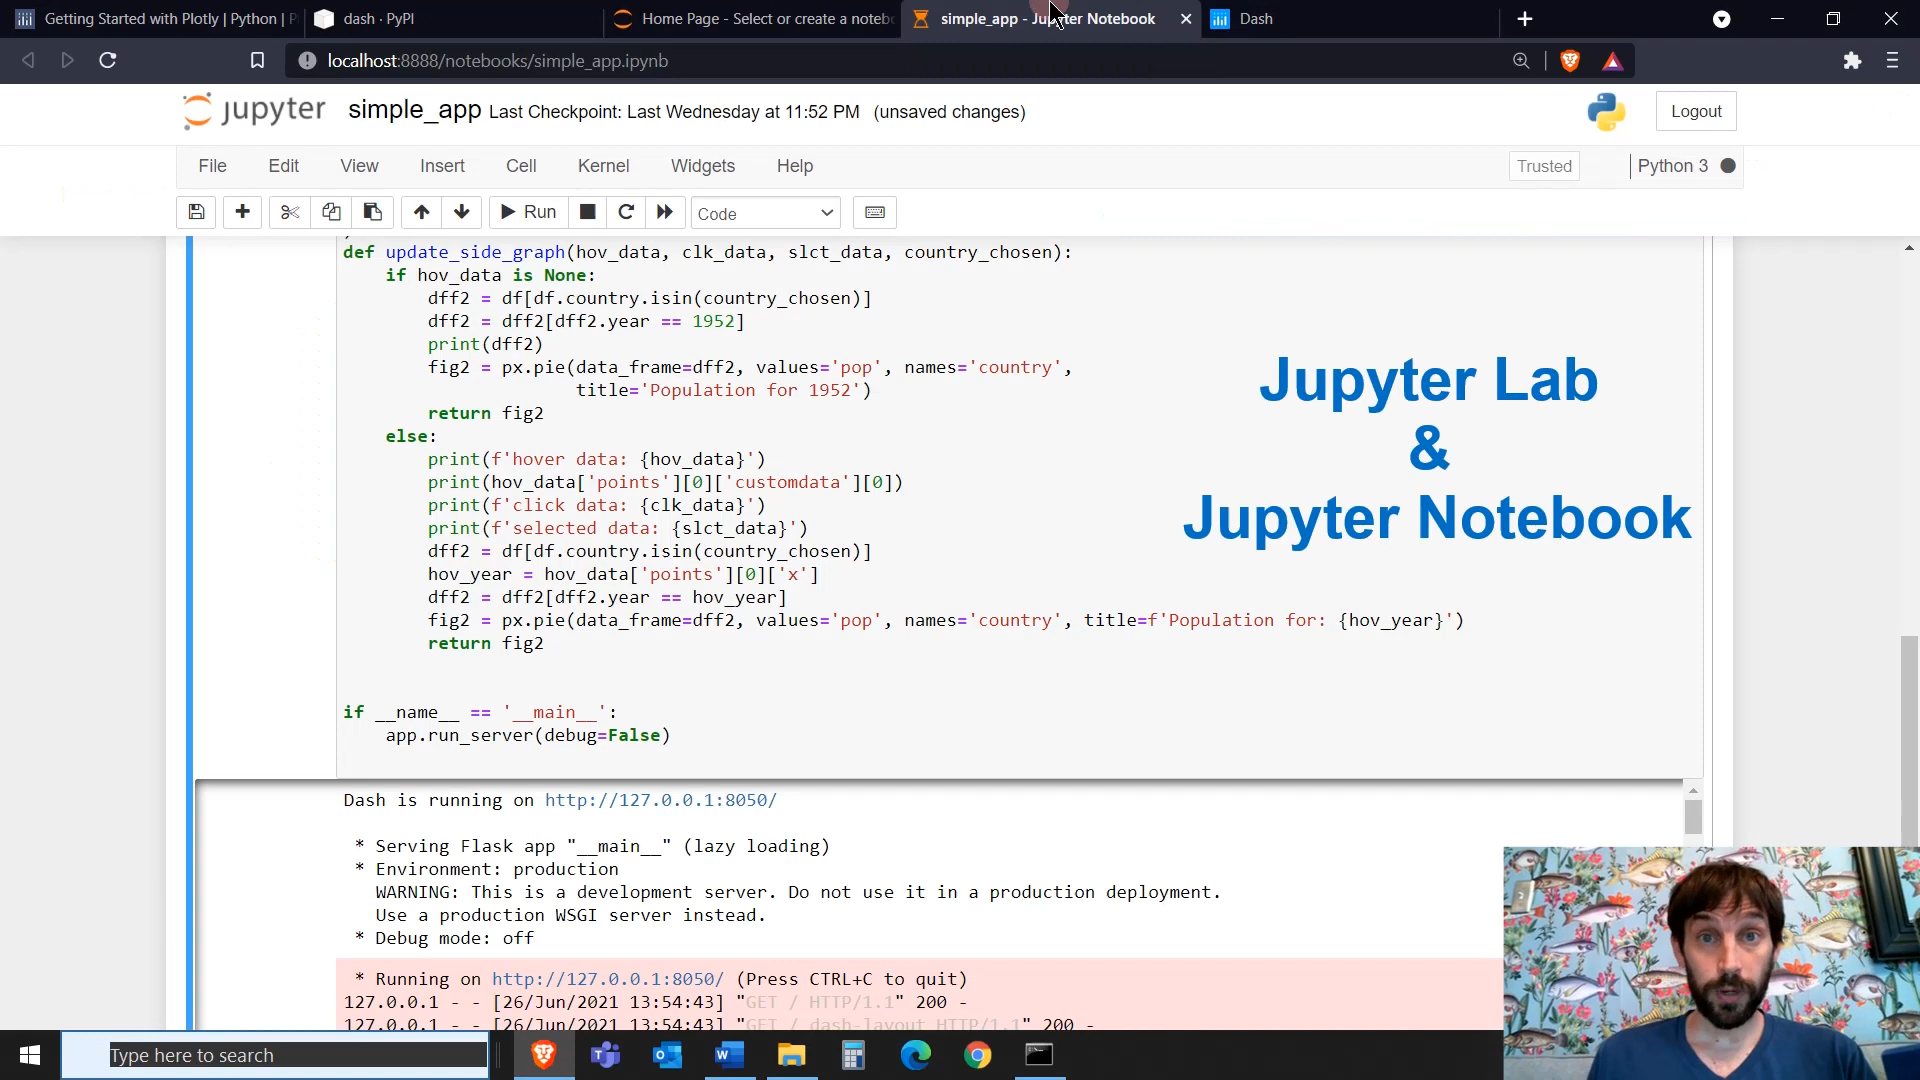 Getting Started with Plotly | Python |
dash · PyPI
Home Page - Select or create a noteb
simple_app - Jupyter Notebook
Dash
localhost:8888/notebooks/simple_app.ipynb
jupyter simple_app Last Checkpoint: Last Wednesday at 11:52 PM (unsaved changes)
Logout
File Edit View Insert Cell Kernel Widgets Help
Trusted
Python 3
Run
Code
def update_side_graph(hov_data, clk_data, slct_data, country_chosen):
    if hov_data is None:
        dff2 = df[df.country.isin(country_chosen)]
        dff2 = dff2[dff2.year == 1952]
        print(dff2)
        fig2 = px.pie(data_frame=dff2, values='pop', names='country',
                      title='Population for 1952')
        return fig2
    else:
        print(f'hover data: {hov_data}')
        print(hov_data['points'][0]['customdata'][0])
        print(f'click data: {clk_data}')
        print(f'selected data: {slct_data}')
        dff2 = df[df.country.isin(country_chosen)]
        hov_year = hov_data['points'][0]['x']
        dff2 = dff2[dff2.year == hov_year]
        fig2 = px.pie(data_frame=dff2, values='pop', names='country', title=f'Population for: {hov_year}')
        return fig2
if __name__ == '__main__':
    app.run_server(debug=False)
Jupyter Lab
&
Jupyter Notebook
Dash is running on http://127.0.0.1:8050/
* Serving Flask app "__main__" (lazy loading)
* Environment: production
WARNING: This is a development server. Do not use it in a production deployment.
Use a production WSGI server instead.
* Debug mode: off
* Running on http://127.0.0.1:8050/ (Press CTRL+C to quit)
127.0.0.1 - - [26/Jun/2021 13:54:43] "GET / HTTP/1.1" 200 -
127.0.0.1 - - [26/Jun/2021 13:54:43] "GET /_dash-layout HTTP/1.1" 200 -
Type here to search